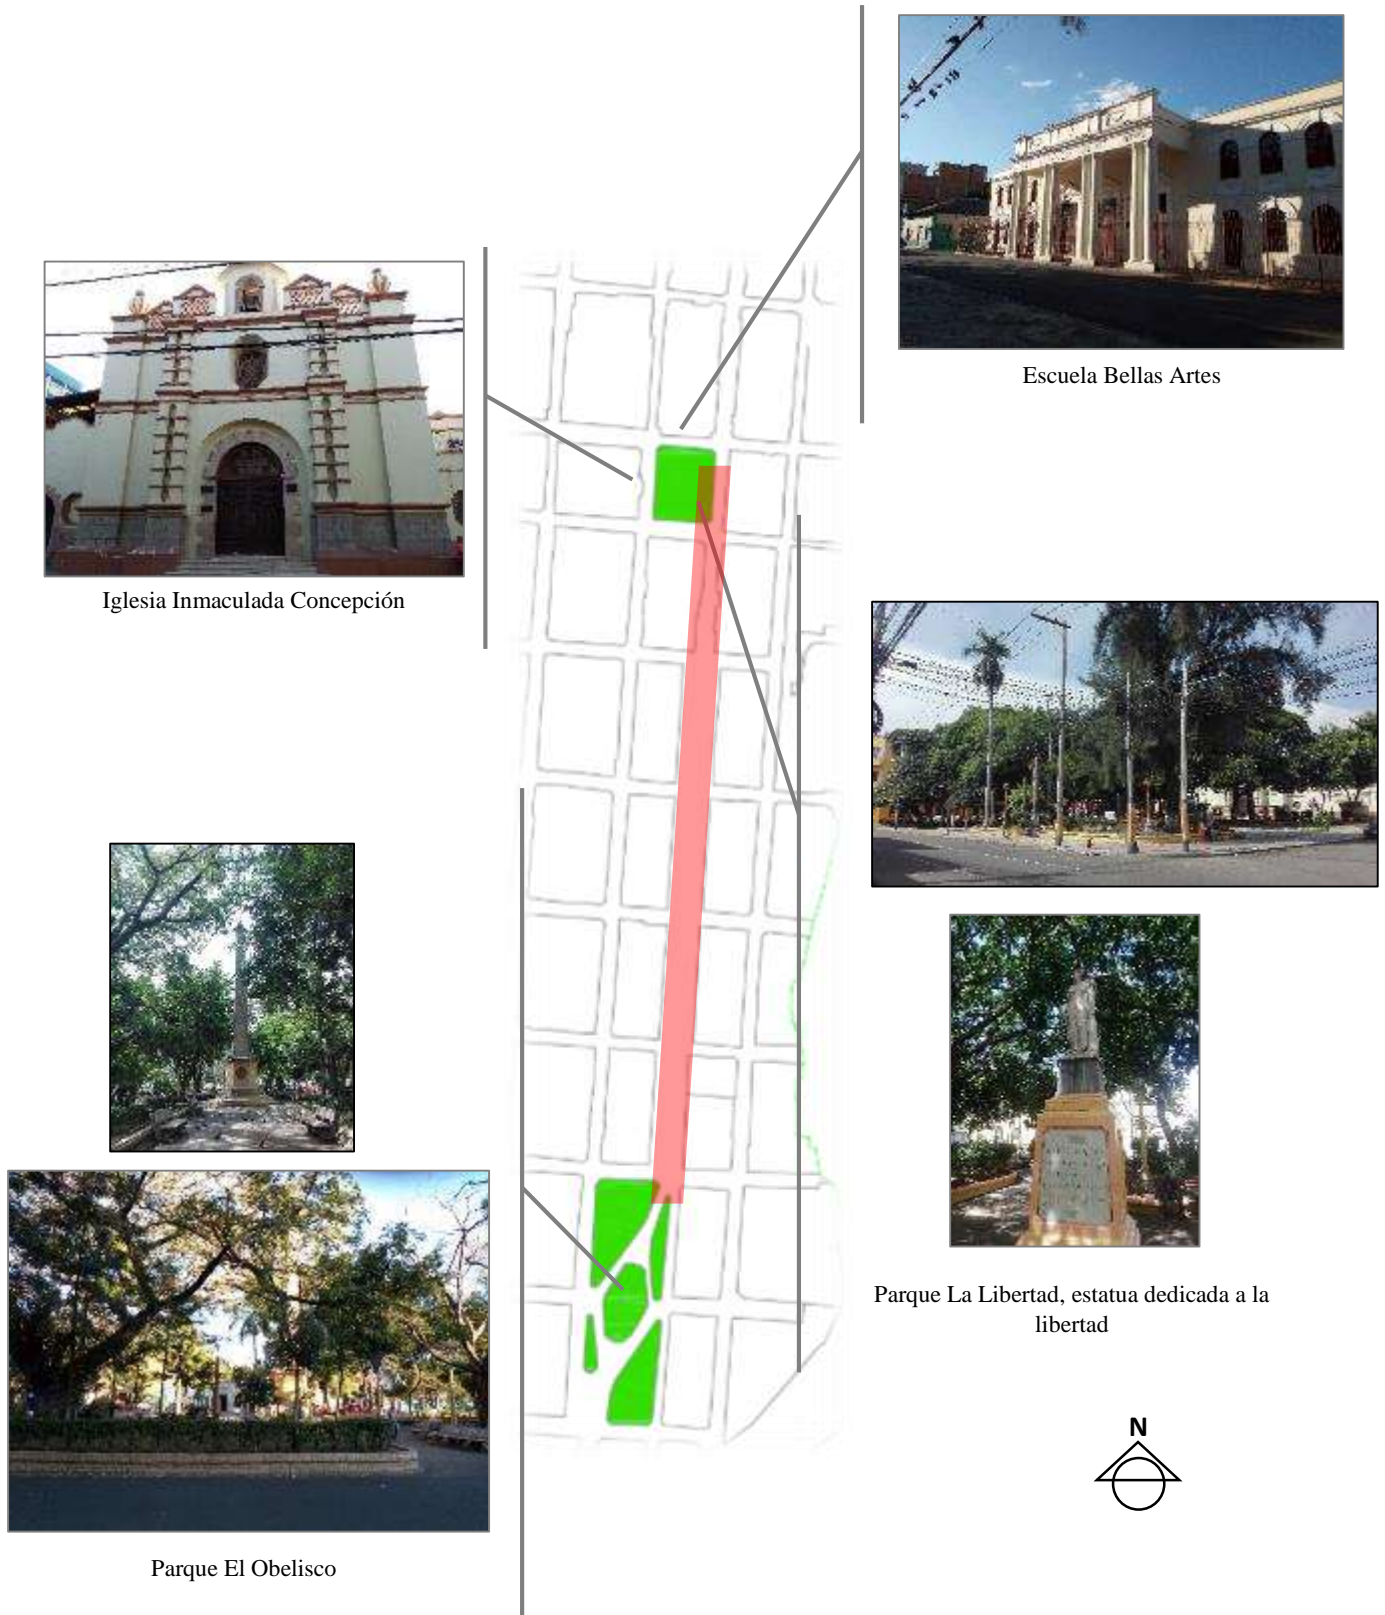 Escuela Bellas Artes
Iglesia Inmaculada Concepción
Parque La Libertad, estatua dedicada a la
libertad
N
Parque El Obelisco